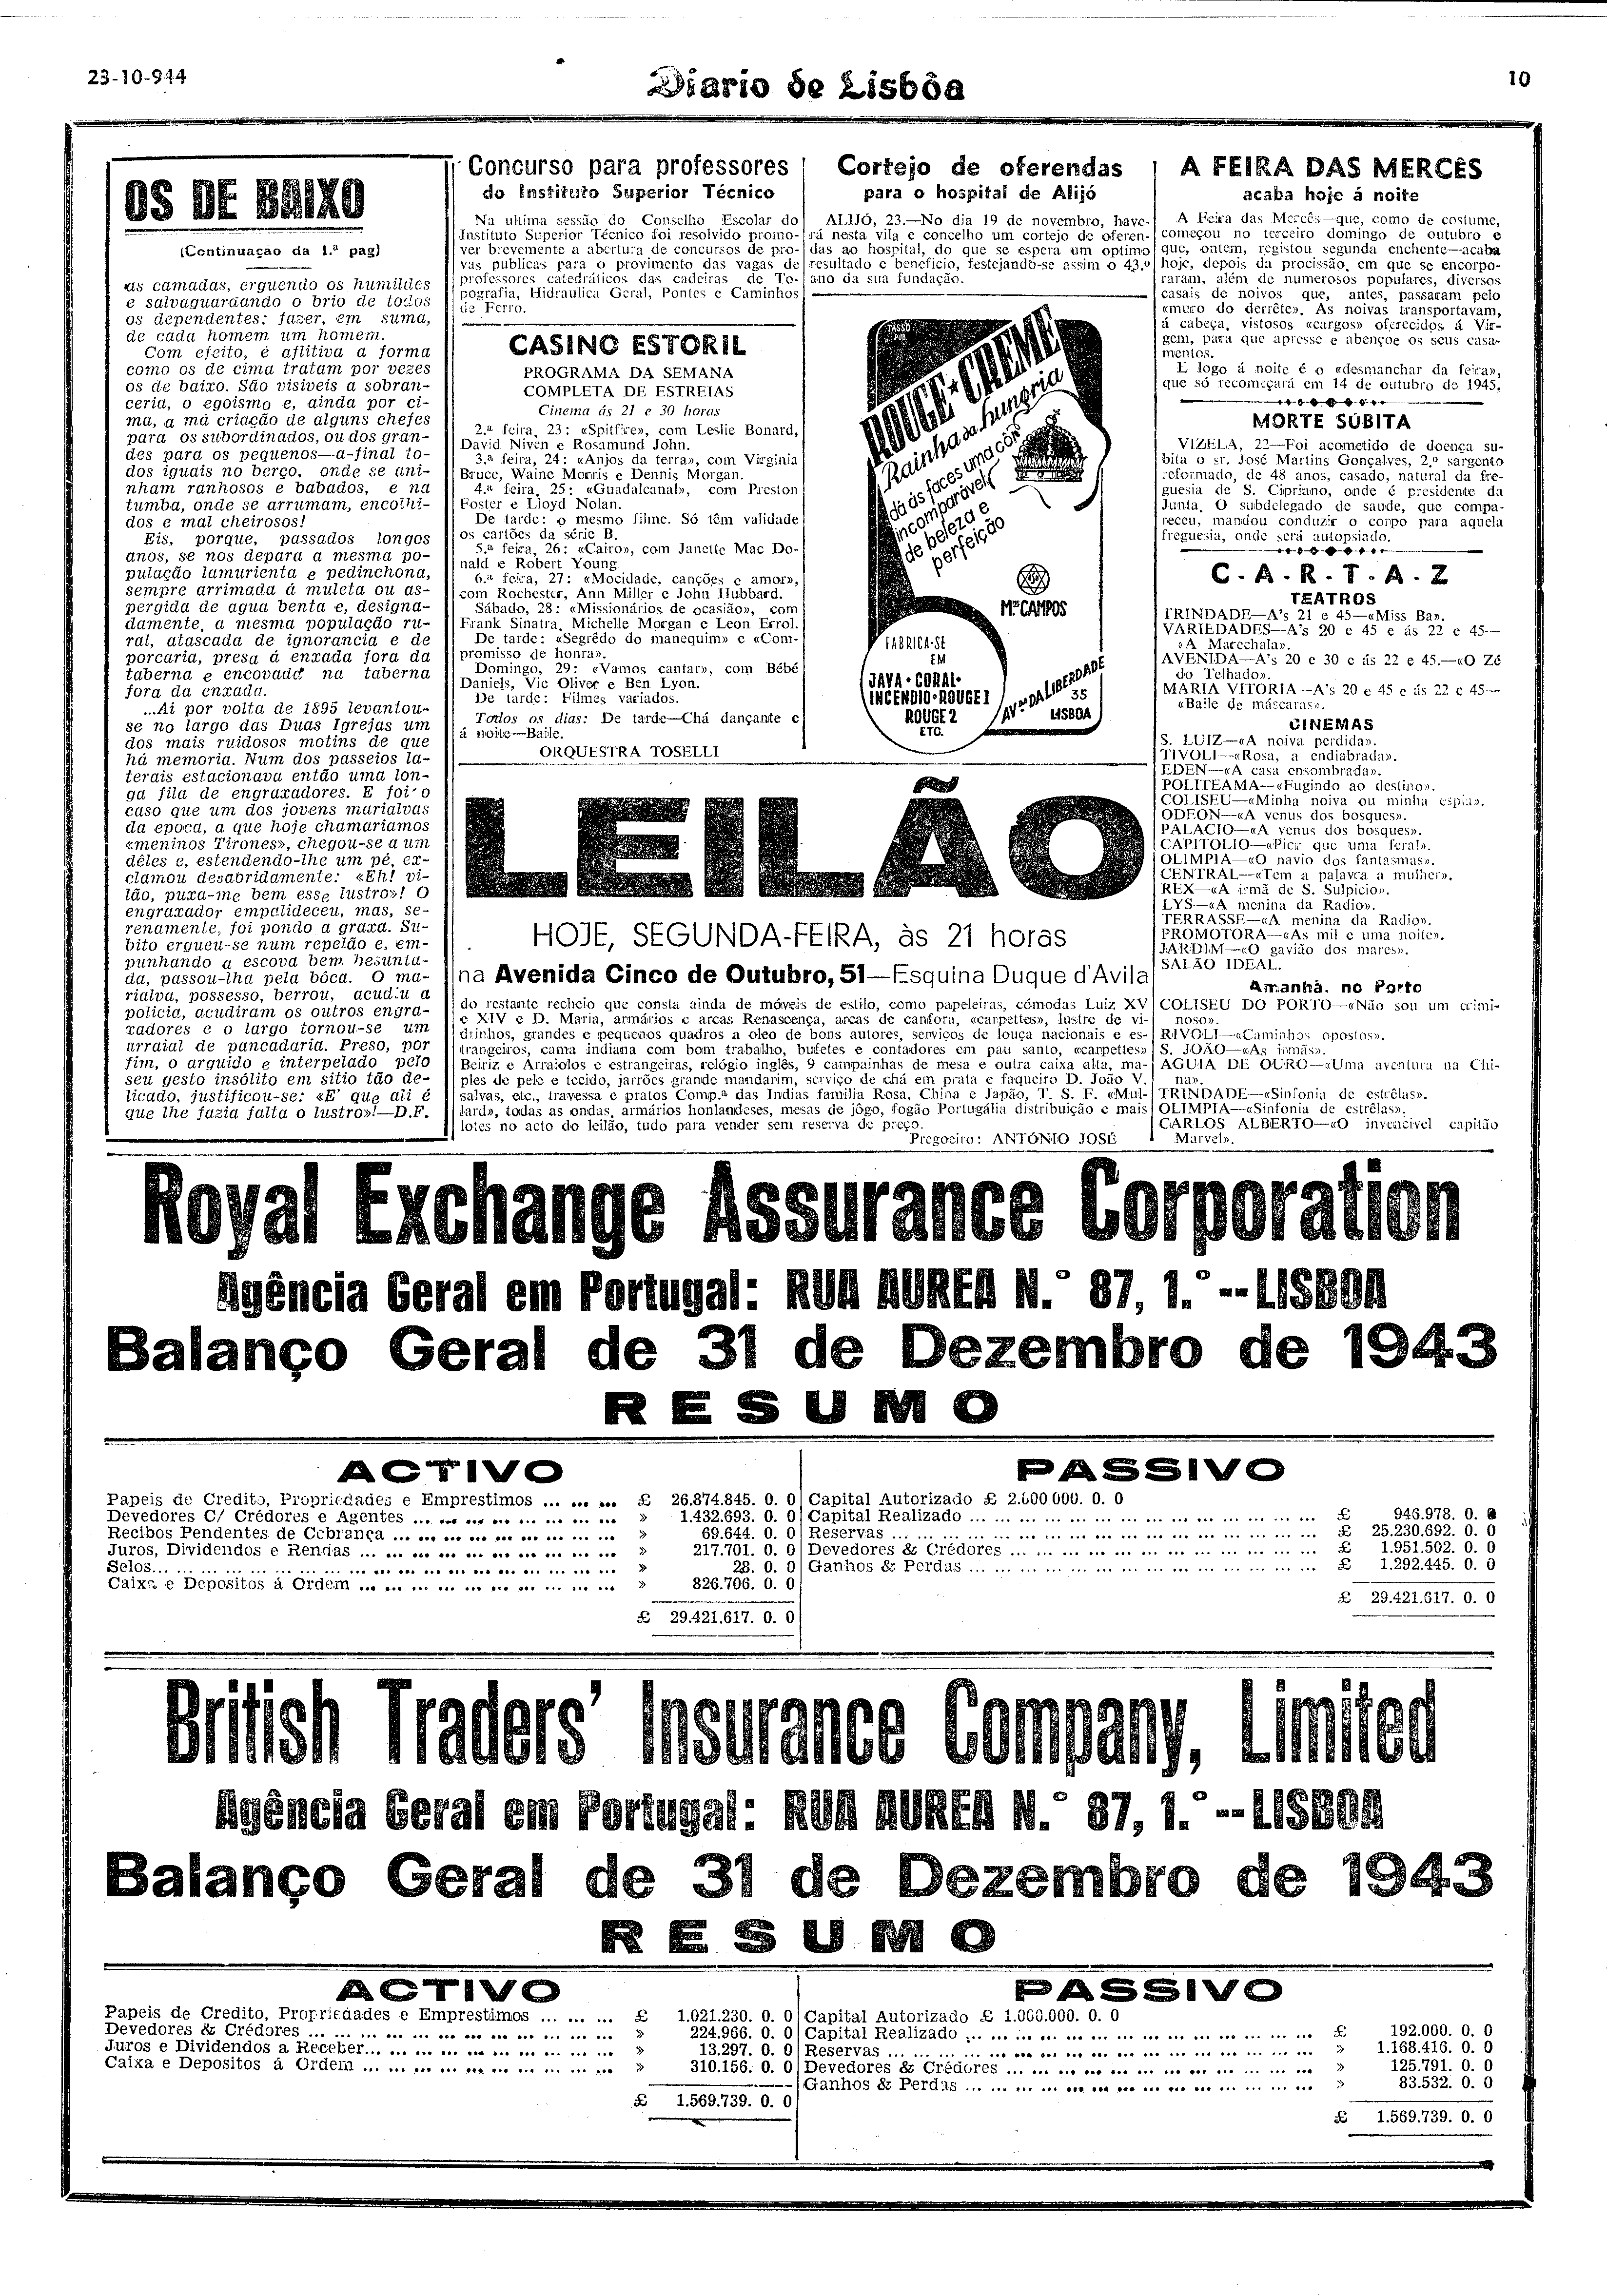 23-10-944
Diario de Lisbôa
10
OS DE BAIXO
(Continuação da 1.ª pag)
as camadas, erguendo os humildes
e salvaguardando o brio de todos
os dependentes: fazer, em suma,
de cada homem um homem.
Com efeito, é aflitiva a forma
como os de cima tratam por vezes
os de baixo. São visiveis a sobran-
ceria, o egoismo e, ainda por ci-
ma, a má criação de alguns chefes
para os subordinados, ou dos gran-
des para os pequenos—a-final to-
dos iguais no berço, onde se ani-
nham ranhosos e babados, e na
tumba, onde se arrumam, encolhi-
dos e mal cheirosos!
Eis, porque, passados longos
anos, se nos depara a mesma po-
pulação lamurienta e pedinchona,
sempre arrimada á muleta ou as-
pergida de agua benta e, designa-
damente, a mesma população ru-
ral, atascada de ignorancia e de
porcaria, presa á enxada fora da
taberna e encovada na taberna
fora da enxada.
...Aí por volta de 1895 levantou-
se no largo das Duas Igrejas um
dos mais ruidosos motins de que
há memoria. Num dos passeios la-
terais estacionava então uma lon-
ga fila de engraxadores. E foi o
caso que um dos jovens marialvas
da epoca, a que hoje chamariamos
«meninos Tirones», chegou-se a um
dêles e, estendendo-lhe um pé, ex-
clamou desabridamente: «Eh! vi-
lão, puxa-me bem esse lustro»! O
engraxador empalideceu, mas, se-
renamente, foi pondo a graxa. Su-
bito ergueu-se num repelão e, em-
punhando a escova bem besunta-
da, passou-lha pela bôca. O ma-
rialva, possesso, berrou, acudiu a
policia, acudiram os outros engra-
xadores e o largo tornou-se um
arraial de pancadaria. Preso, por
fim, o arguido e interpelado pelo
seu gesto insólito em sitio tão de-
licado, justificou-se: «E' que ali é
que lhe fazia falta o lustro»!—D.F.
Concurso para professores
do Instituto Superior Técnico
Na ultima sessão do Conselho Escolar do
Instituto Superior Técnico foi resolvido promo-
ver brevemente a abertura de concursos de pro-
vas publicas para o provimento das vagas de
professores catedráticos das cadeiras de To-
pografia, Hidraulica Geral, Pontes e Caminhos
de Ferro.
CASINO ESTORIL
PROGRAMA DA SEMANA
COMPLETA DE ESTREIAS
Cinema ás 21 e 30 horas
2.ª feira, 23: «Spitfire», com Leslie Bonard,
David Niven e Rosamund John.
3.ª feira, 24: «Anjos da terra», com Virginia
Bruce, Waine Morris e Dennis Morgan.
4.ª feira, 25: «Guadalcanal», com Preston
Foster e Lloyd Nolan.
De tarde: o mesmo filme. Só têm validade
os cartões da série B.
5.ª feira, 26: «Cairo», com Janette Mac Do-
nald e Robert Young
6.ª feira, 27: «Mocidade, canções e amor»,
com Rochester, Ann Miller e John Hubbard.
Sábado, 28: «Missionários de ocasião», com
Frank Sinatra, Michelle Morgan e Leon Errol.
De tarde: «Segrêdo do manequim» e «Com-
promisso de honra».
Domingo, 29: «Vamos cantar», com Bébé
Daniels, Vic Oliver e Ben Lyon.
De tarde: Filmes variados.
Todos os dias: De tarde—Chá dançante e
á noite—Baile.
ORQUESTRA TOSELLI
Cortejo de oferendas
para o hospital de Alijó
ALIJÓ, 23.—No dia 19 de novembro, have-
rá nesta vila e concelho um cortejo de oferen-
das ao hospital, do que se espera um optimo
resultado e beneficio, festejando-se assim o 43.º
ano da sua fundação.
TASSO
ROUGE★CREME
Rainha da hungria
dá ás faces uma côr
incomparável
de beleza e
perfeição
Mme CAMPOS
FABRICA-SE
EM
JAVA • CORAL•
INCENDIO•ROUGE 1
ROUGE 2
ETC.
AVda DA LIBERDADE
35
LISBOA
LEILÃO
HOJE, SEGUNDA-FEIRA, às 21 horas
na Avenida Cinco de Outubro, 51—Esquina Duque d'Avila
do restante recheio que consta ainda de móveis de estilo, como papeleiras, cómodas Luiz XV
e XIV e D. Maria, armários e arcas Renascença, arcas de canfora, «carpettes», lustre de vi-
drinhos, grandes e pequenos quadros a oleo de bons autores, serviços de louça nacionais e es-
trangeiros, cama indiana com bom trabalho, bufetes e contadores em pau santo, «carpettes»
Beiriz e Arraiolos e estrangeiras, relógio inglês, 9 campainhas de mesa e outra caixa alta, ma-
ples de pele e tecido, jarrões grande mandarim, serviço de chá em prata e faqueiro D. João V,
salvas, etc., travessa e pratos Comp.ª das Indias familia Rosa, China e Japão, T. S. F. «Mul-
lard», todas as ondas, armários honlandeses, mesas de jôgo, fogão Portugália distribuição e mais
lotes no acto do leilão, tudo para vender sem reserva de preço.
Pregoeiro: ANTÓNIO JOSÉ
A FEIRA DAS MERCÊS
acaba hoje á noite
A Feira das Mercês—que, como de costume,
começou no terceiro domingo de outubro e
que, ontem, registou segunda enchente—acaba
hoje, depois da procissão, em que se encorpo-
raram, além de numerosos populares, diversos
casais de noivos que, antes, passaram pelo
«muro do derrête». As noivas transportavam,
á cabeça, vistosos «cargos» oferecidos á Vir-
gem, para que apresse e abençoe os seus casa-
mentos.
E logo á noite é o «desmanchar da feira»,
que só recomeçará em 14 de outubro de 1945.
MORTE SÚBITA
VIZELA, 22—Foi acometido de doença su-
bita o sr. José Martins Gonçalves, 2.º sargento
reformado, de 48 anos, casado, natural da fre-
guesia de S. Cipriano, onde é presidente da
Junta. O subdelegado de saude, que compa-
receu, mandou conduzir o corpo para aquela
freguesia, onde será autopsiado.
C-A-R-T-A-Z
TEATROS
TRINDADE—A's 21 e 45—«Miss Ba».
VARIEDADES—A's 20 e 45 e ás 22 e 45—
«A Marechala».
AVENIDA—A's 20 e 30 e ás 22 e 45.—«O Zé
do Telhado».
MARIA VITORIA—A's 20 e 45 e ás 22 e 45—
«Baile de máscaras».
CINEMAS
S. LUIZ—«A noiva perdida».
TIVOLI—«Rosa, a endiabrada».
EDEN—«A casa ensombrada».
POLITEAMA—«Fugindo ao destino».
COLISEU—«Minha noiva ou minha espia».
ODEON—«A venus dos bosques».
PALACIO—«A venus dos bosques».
CAPITOLIO—«Pior que uma fera!».
OLIMPIA—«O navio dos fantasmas».
CENTRAL—«Tem a palavra a mulher».
REX—«A irmã de S. Sulpicio».
LYS—«A menina da Radio».
TERRASSE—«A menina da Radio».
PROMOTORA—«As mil e uma noite».
JARDIM—«O gavião dos mares».
SALÃO IDEAL.
Amanhã, no Porto
COLISEU DO PORTO—«Não sou um crimi-
noso».
RIVOLI—«Caminhos opostos».
S. JOÃO—«As irmãs».
AGUIA DE OURO—«Uma aventura na Chi-
na».
TRINDADE—«Sinfonia de estrêlas».
OLIMPIA—«Sinfonia de estrêlas».
CARLOS ALBERTO—«O invencivel capitão
Marvel».
Royal Exchange Assurance Corporation
Agência Geral em Portugal: RUA AUREA N.º 87, 1.º--LISBOA
Balanço Geral de 31 de Dezembro de 1943
RESUMO
ACTIVO
Papeis de Credito, Propriedades e Emprestimos ... ... ... £ 26.874.845. 0. 0
Devedores C/ Crédores e Agentes ... ... ... ... ... ... ... » 1.432.693. 0. 0
Recibos Pendentes de Cobrança ... ... ... ... ... ... ... » 69.644. 0. 0
Juros, Dividendos e Rendas ... ... ... ... ... ... ... ... » 217.701. 0. 0
Selos... ... ... ... ... ... ... ... ... ... ... ... ... » 28. 0. 0
Caixa e Depositos á Ordem ... ... ... ... ... ... ... ... » 826.706. 0. 0
£ 29.421.617. 0. 0
PASSIVO
Capital Autorizado £ 2.000.000. 0. 0
Capital Realizado ... ... ... ... ... ... ... ... ... £ 946.978. 0. 0
Reservas ... ... ... ... ... ... ... ... ... ... ... £ 25.230.692. 0. 0
Devedores & Crédores ... ... ... ... ... ... ... ... £ 1.951.502. 0. 0
Ganhos & Perdas ... ... ... ... ... ... ... ... ... £ 1.292.445. 0. 0
£ 29.421.617. 0. 0
British Traders' Insurance Company, Limited
Agência Geral em Portugal: RUA AUREA N.º 87, 1.º--LISBOA
Balanço Geral de 31 de Dezembro de 1943
RESUMO
ACTIVO
Papeis de Credito, Propriedades e Emprestimos ... ... ... £ 1.021.230. 0. 0
Devedores & Crédores ... ... ... ... ... ... ... ... ... » 224.966. 0. 0
Juros e Dividendos a Receber... ... ... ... ... ... ... ... » 13.297. 0. 0
Caixa e Depositos á Ordem ... ... ... ... ... ... ... ... » 310.156. 0. 0
£ 1.569.739. 0. 0
PASSIVO
Capital Autorizado £ 1.000.000. 0. 0
Capital Realizado ... ... ... ... ... ... ... ... ... £ 192.000. 0. 0
Reservas ... ... ... ... ... ... ... ... ... ... ... » 1.168.416. 0. 0
Devedores & Crédores ... ... ... ... ... ... ... ... » 125.791. 0. 0
Ganhos & Perdas ... ... ... ... ... ... ... ... ... » 83.532. 0. 0
£ 1.569.739. 0. 0